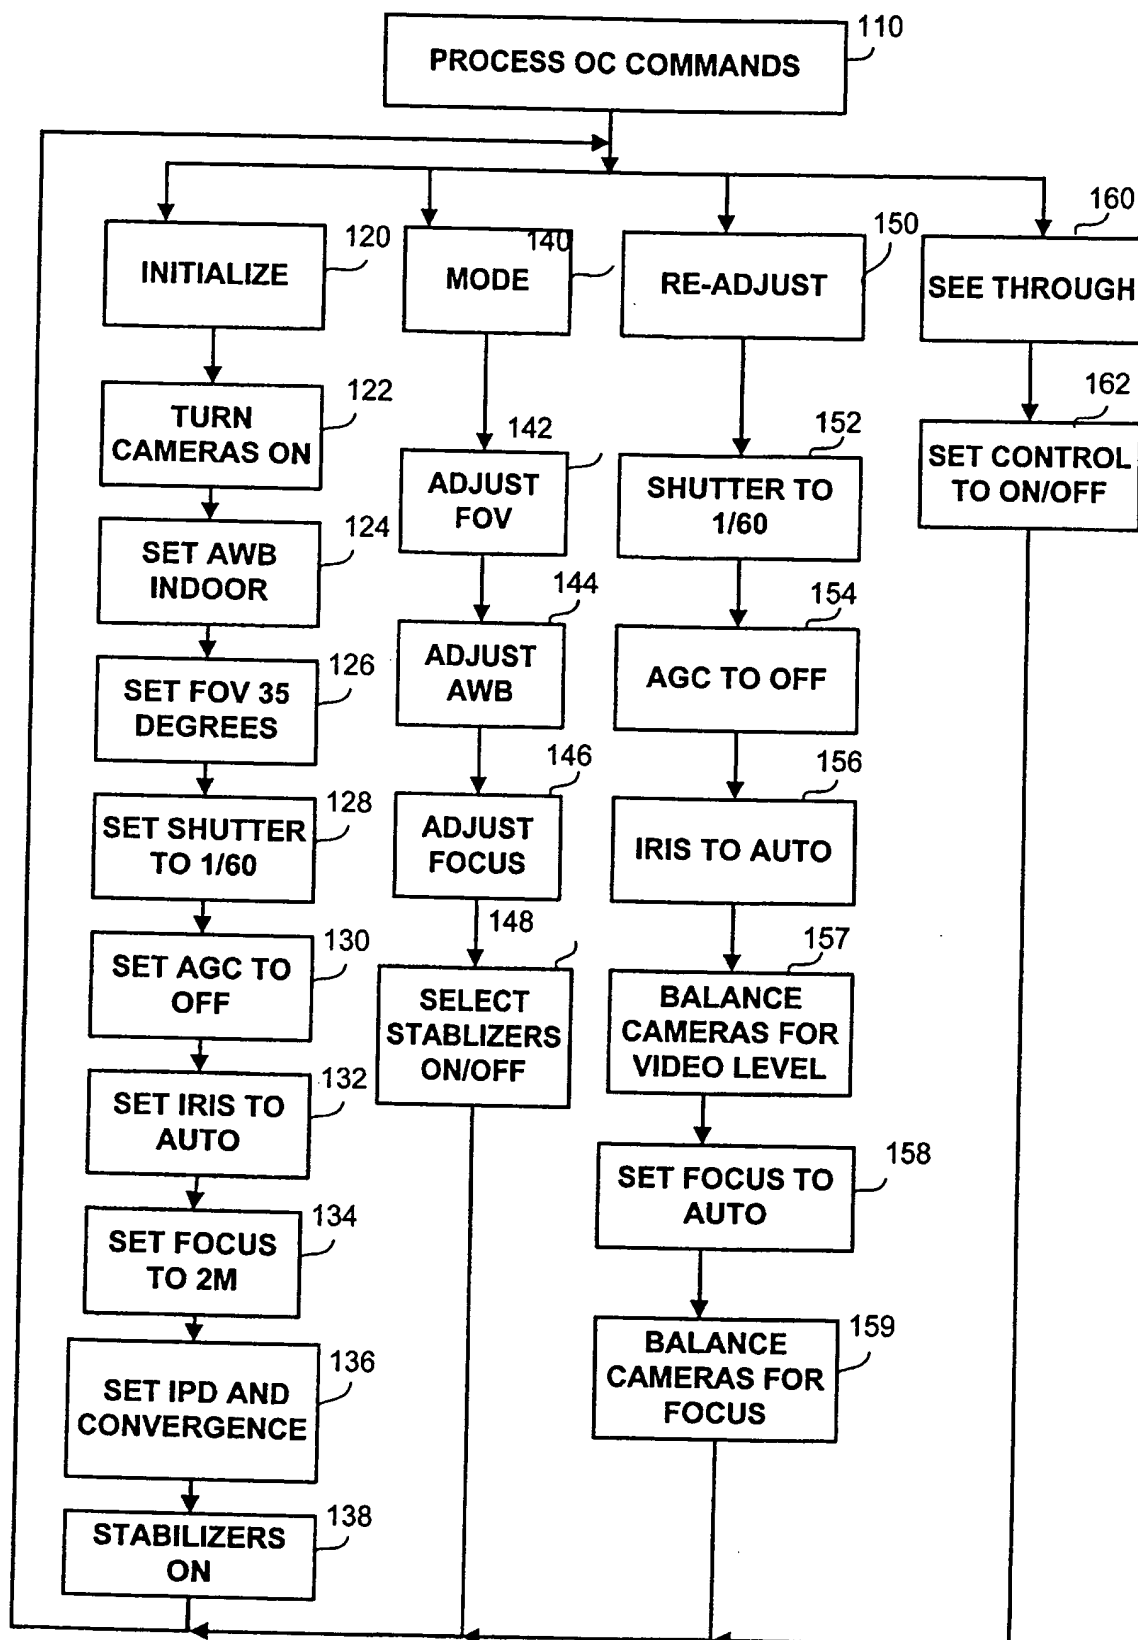 110
PROCESS OC COMMANDS
120
INITIALIZE
122
TURN
CAMERAS ON
124
SET AWB
INDOOR
126
SET FOV 35
DEGREES
128
SET SHUTTER
TO 1/60
130
SET AGC TO
OFF
132
SET IRIS TO
AUTO
134
SET FOCUS
TO 2M
136
SET IPD AND
CONVERGENCE
138
STABILIZERS
ON
140
MODE
142
ADJUST
FOV
144
ADJUST
AWB
146
ADJUST
FOCUS
148
SELECT
STABLIZERS
ON/OFF
150
RE-ADJUST
152
SHUTTER TO
1/60
154
AGC TO OFF
156
IRIS TO AUTO
157
BALANCE
CAMERAS FOR
VIDEO LEVEL
158
SET FOCUS TO
AUTO
159
BALANCE
CAMERAS FOR
FOCUS
160
SEE THROUGH
162
SET CONTROL
TO ON/OFF